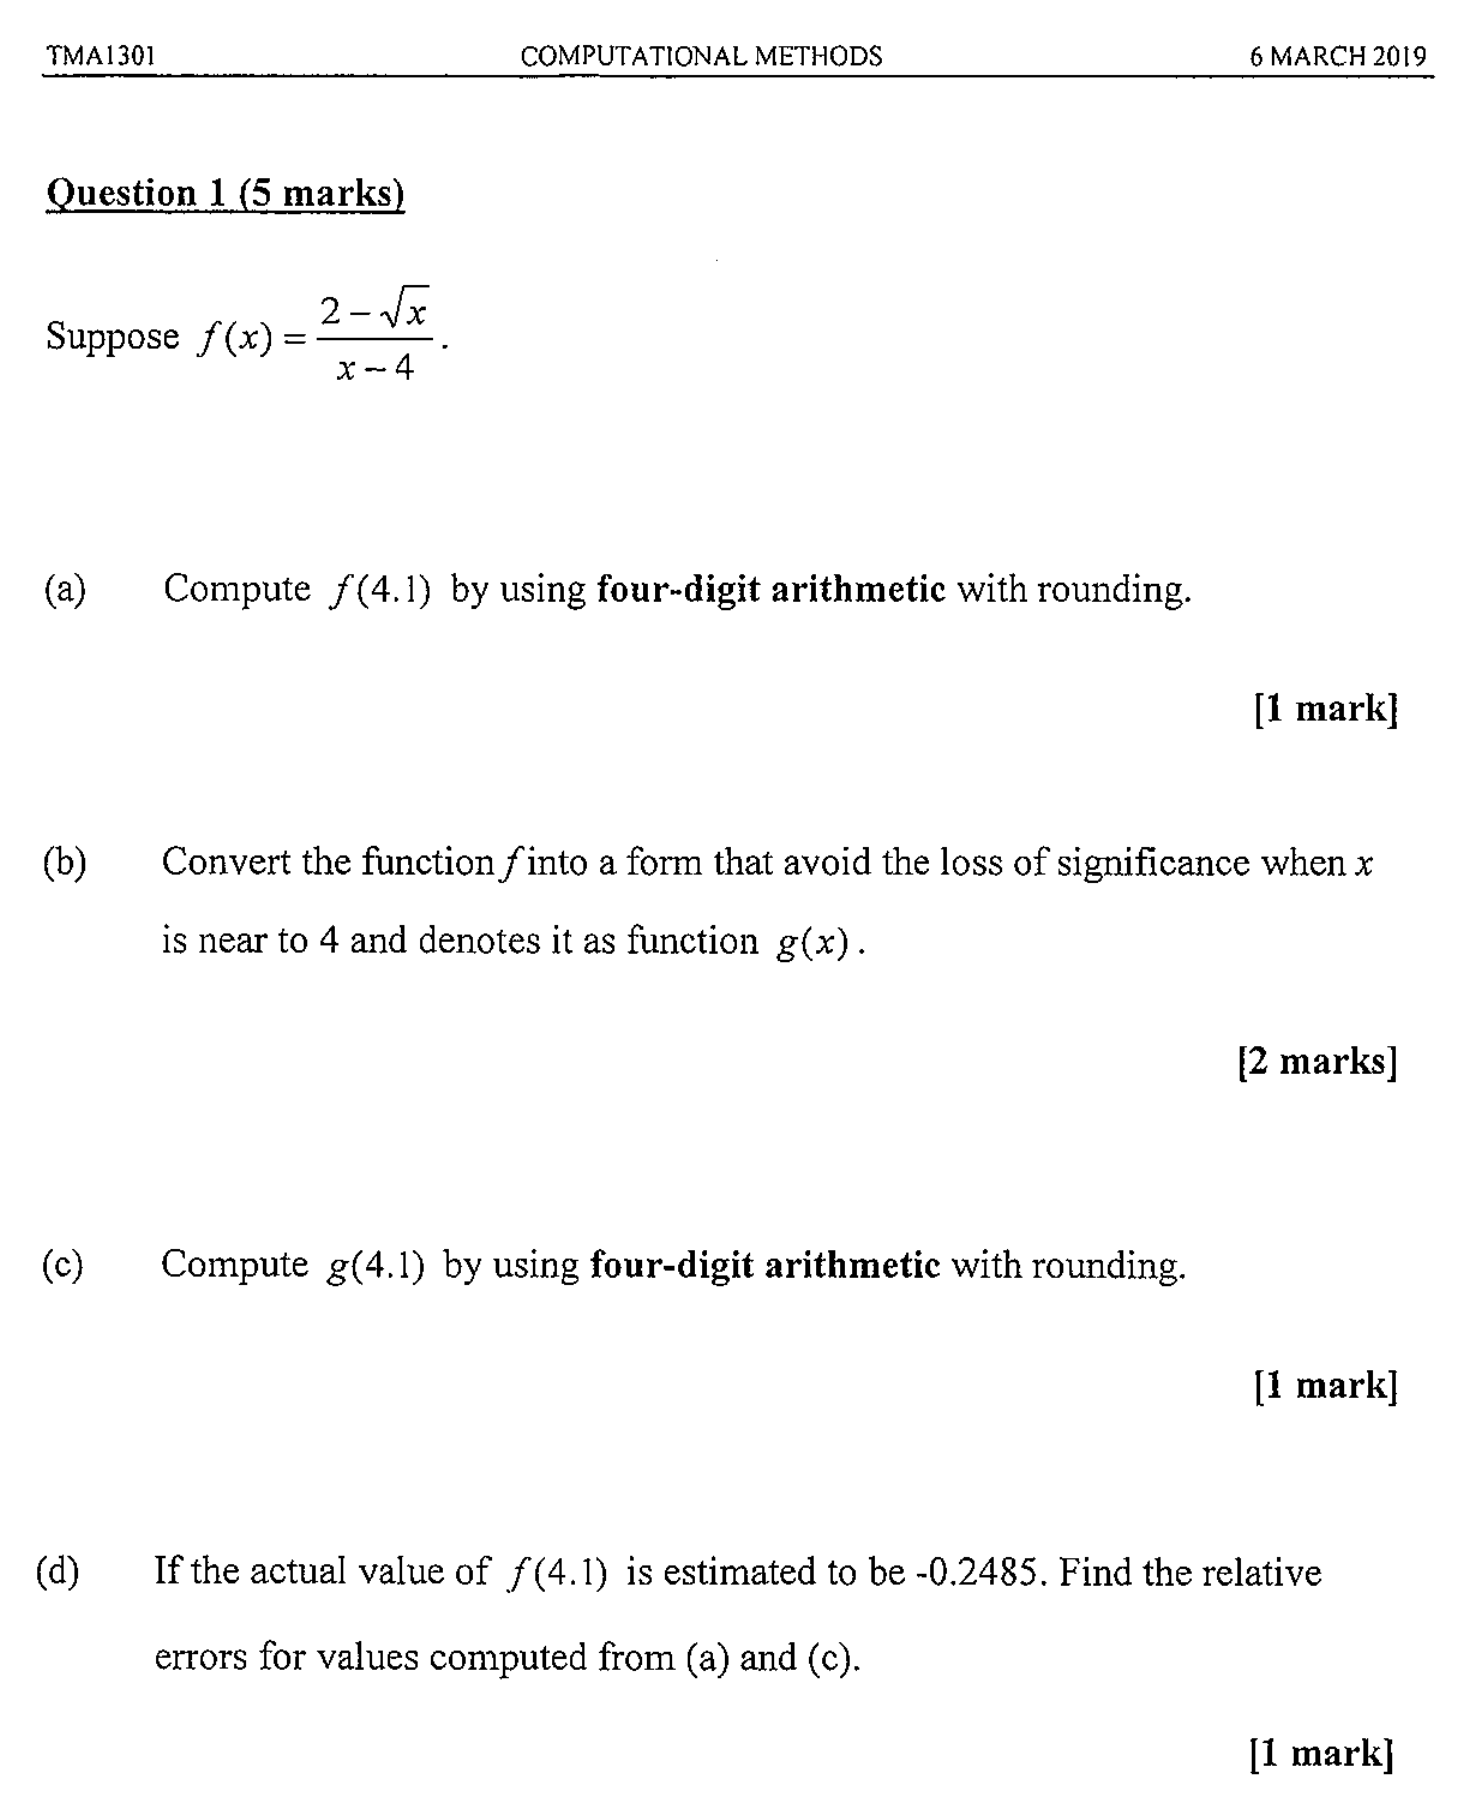 TMA1301 COMPUTATIONAL METHODS 6 MARCH 2019
Question 1 (5 marks)
Suppose f(x) = \frac{2 - \sqrt{x}}{x - 4}.
(a) Compute f(4.1) by using four-digit arithmetic with rounding.
[1 mark]
(b) Convert the function f into a form that avoid the loss of significance when x
is near to 4 and denotes it as function g(x).
[2 marks]
(c) Compute g(4.1) by using four-digit arithmetic with rounding.
[1 mark]
(d) If the actual value of f(4.1) is estimated to be -0.2485. Find the relative
errors for values computed from (a) and (c).
[1 mark]